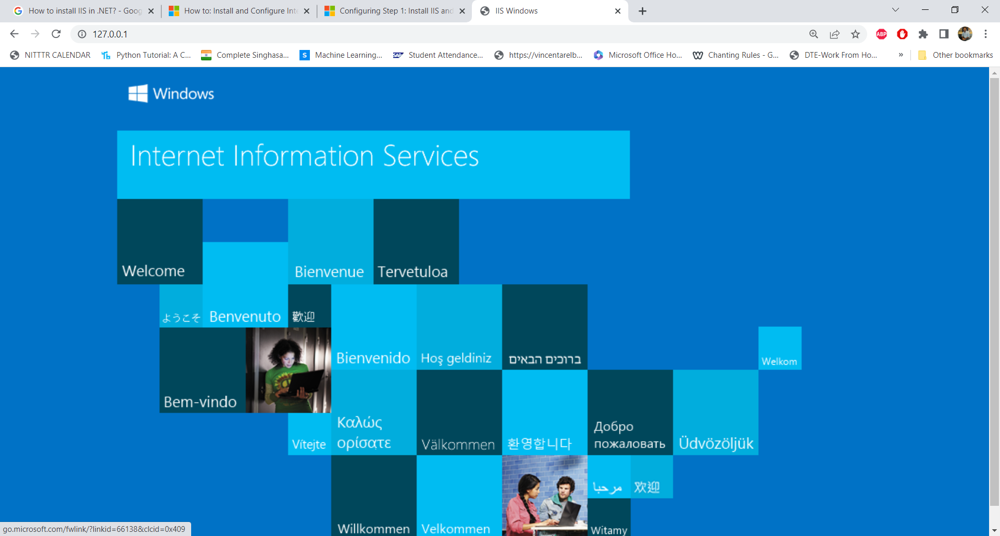 How to install IIS in .NET? - Goog
How to: Install and Configure Inte
Configuring Step 1: Install IIS and
IIS Windows
127.0.0.1
ABP
NITTTR CALENDAR
Python Tutorial: A C...
Complete Singhasa...
S
Machine Learning...
SAP
Student Attendance...
https://vincentarelb...
Microsoft Office Ho...
Chanting Rules - G...
DTE-Work From Ho...
»
Other bookmarks
Windows
Internet Information Services
Welcome
Bienvenue
Tervetuloa
ようこそ
Benvenuto
歡迎
Bienvenido
Hoş geldiniz
ברוכים הבאים
Welkom
Bem-vindo
Vítejte
Καλώς
ορίσατε
Välkommen
환영합니다
Добро
пожаловать
Üdvözöljük
مرحبا
欢迎
Willkommen
Velkommen
Witamy
go.microsoft.com/fwlink/?linkid=66138&clcid=0x409